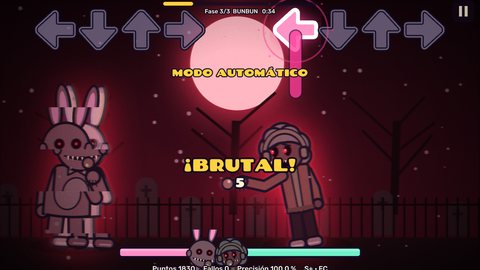 Fase 3/3 BUNBUN 0:34
MODO AUTOMÁTICO
¡BRUTAL!
5
Puntos 1830 - Fallos 0 - Precisión 100.0 % S+ - FC